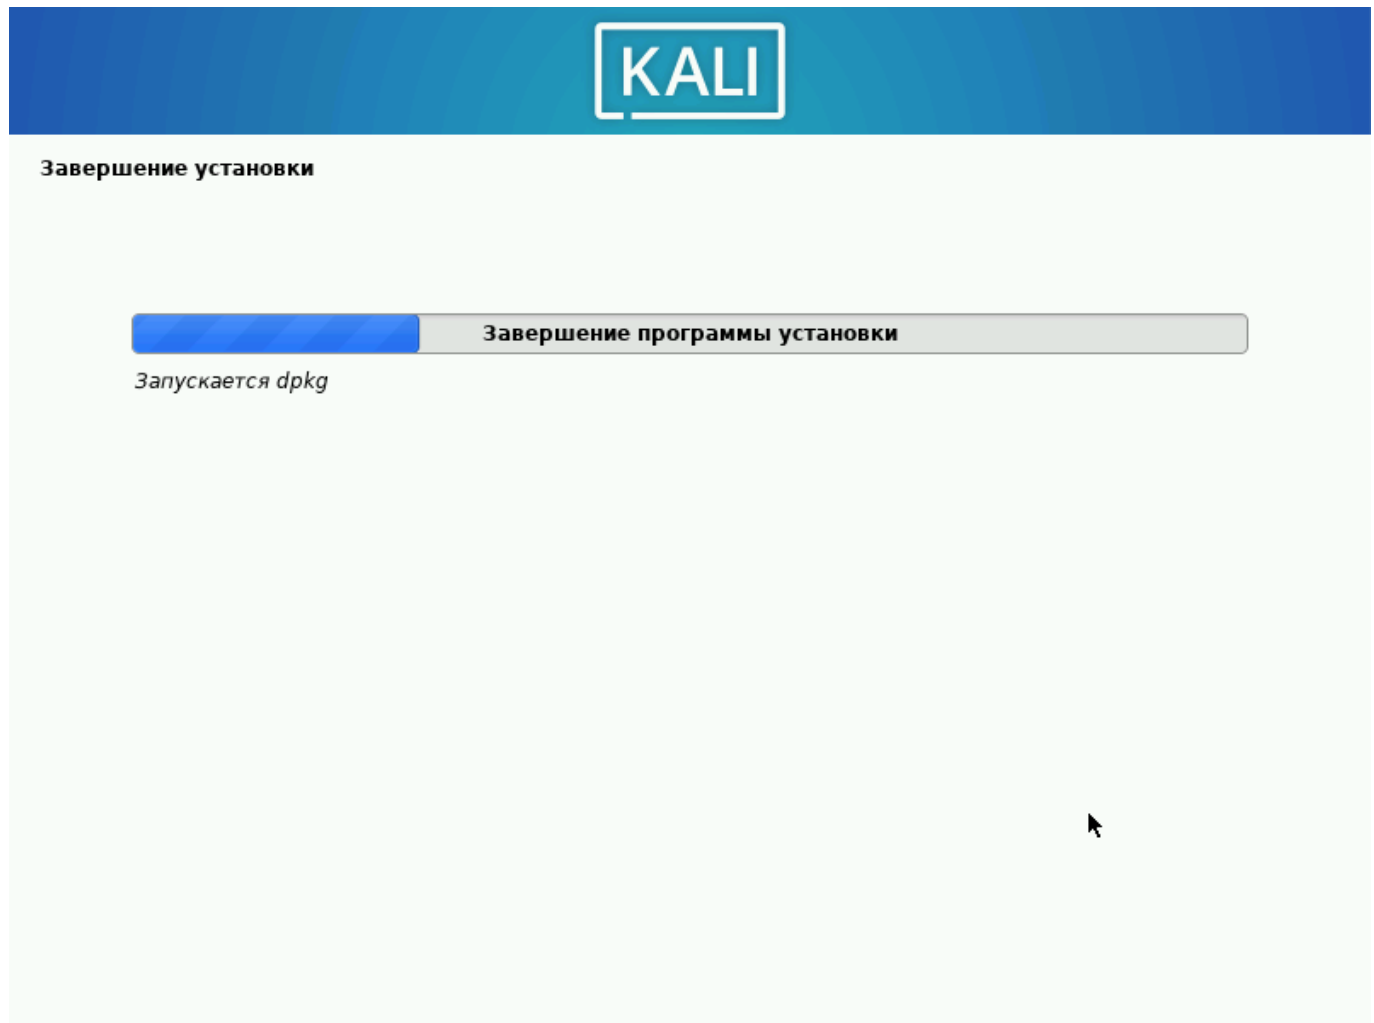 KALI
Завершение установки
Завершение программы установки
Запускается dpkg